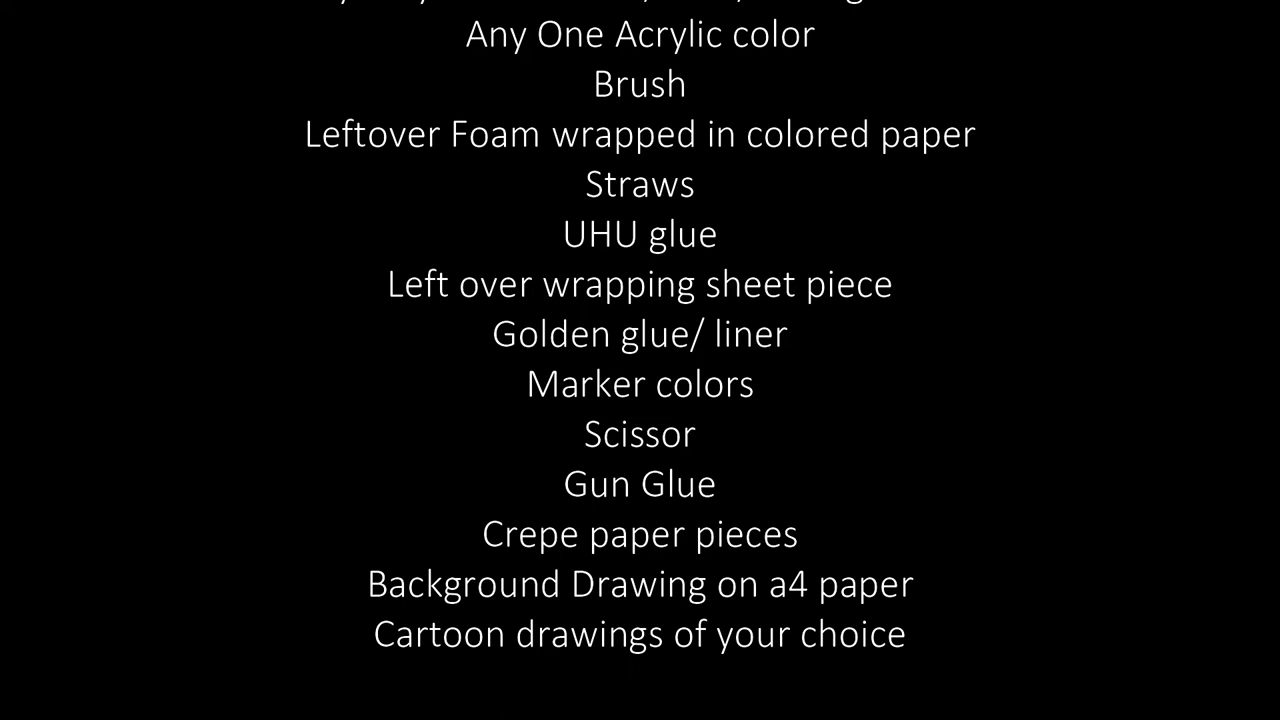 Any One Acrylic color
Brush
Leftover Foam wrapped in colored paper
Straws
UHU glue
Left over wrapping sheet piece
Golden glue/ liner
Marker colors
Scissor
Gun Glue
Crepe paper pieces
Background Drawing on a4 paper
Cartoon drawings of your choice